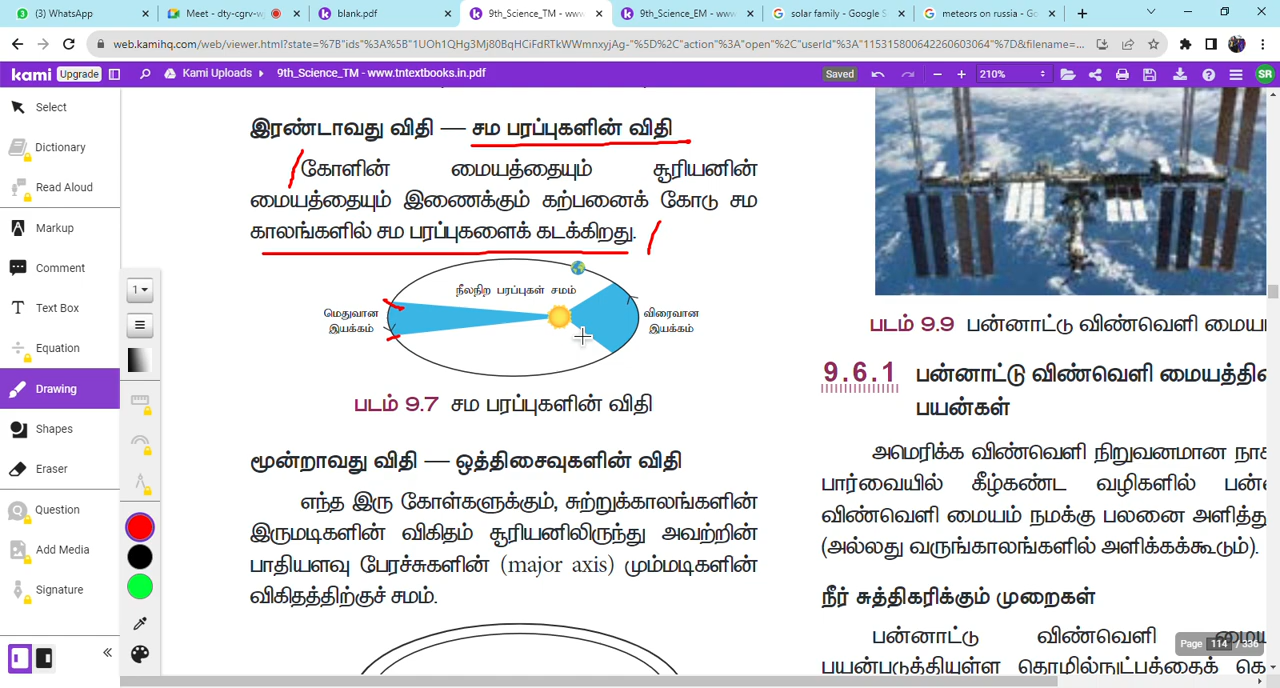 (3) WhatsApp
Meet - dty-cgrv-w
blank.pdf
9th_Science_TM - www
9th_Science_EM - www
solar family - Google S
meteors on russia - Go
web.kamihq.com/web/viewer.html?state=%7B"ids"%3A%5B"1UOh1QHg3Mj80BqHCiFdRTkWWmnxyjAg-"%5D%2C"action"%3A"open"%2C"userId"%3A"115315800642260603064"%7D&filename=...
kami Upgrade
Kami Uploads
9th_Science_TM - www.tntextbooks.in.pdf
Saved
210%
SR
Select
Dictionary
Read Aloud
Markup
Comment
Text Box
Equation
Drawing
Shapes
Eraser
Question
Add Media
Signature
1
இரண்டாவது விதி — சம பரப்புகளின் விதி
கோளின் மையத்தையும் சூரியனின்
மையத்தையும் இணைக்கும் கற்பனைக் கோடு சம
காலங்களில் சம பரப்புகளைக் கடக்கிறது.
நீலநிற பரப்புகள் சமம்
மெதுவான
இயக்கம்
விரைவான
இயக்கம்
படம் 9.7 சம பரப்புகளின் விதி
மூன்றாவது விதி — ஒத்திசைவுகளின் விதி
எந்த இரு கோள்களுக்கும், சுற்றுக்காலங்களின்
இருமடிகளின் விகிதம் சூரியனிலிருந்து அவற்றின்
பாதியளவு பேரச்சுகளின் (major axis) மும்மடிகளின்
விகிதத்திற்குச் சமம்.
படம் 9.9 பன்னாட்டு விண்வெளி மைய
9.6.1 பன்னாட்டு விண்வெளி மையத்தி
பயன்கள்
அமெரிக்க விண்வெளி நிறுவனமான நா
பார்வையில் கீழ்கண்ட வழிகளில் பன்
விண்வெளி மையம் நமக்கு பலனை அளித்து
(அல்லது வருங்காலங்களில் அளிக்கக்கூடும்).
நீர் சுத்திகரிக்கும் முறைகள்
பன்னாட்டு விண்வெளி மைய
பயன்படுத்தியுள்ள தொழில்நுட்பத்தைக் கொ
Page 114 / 336